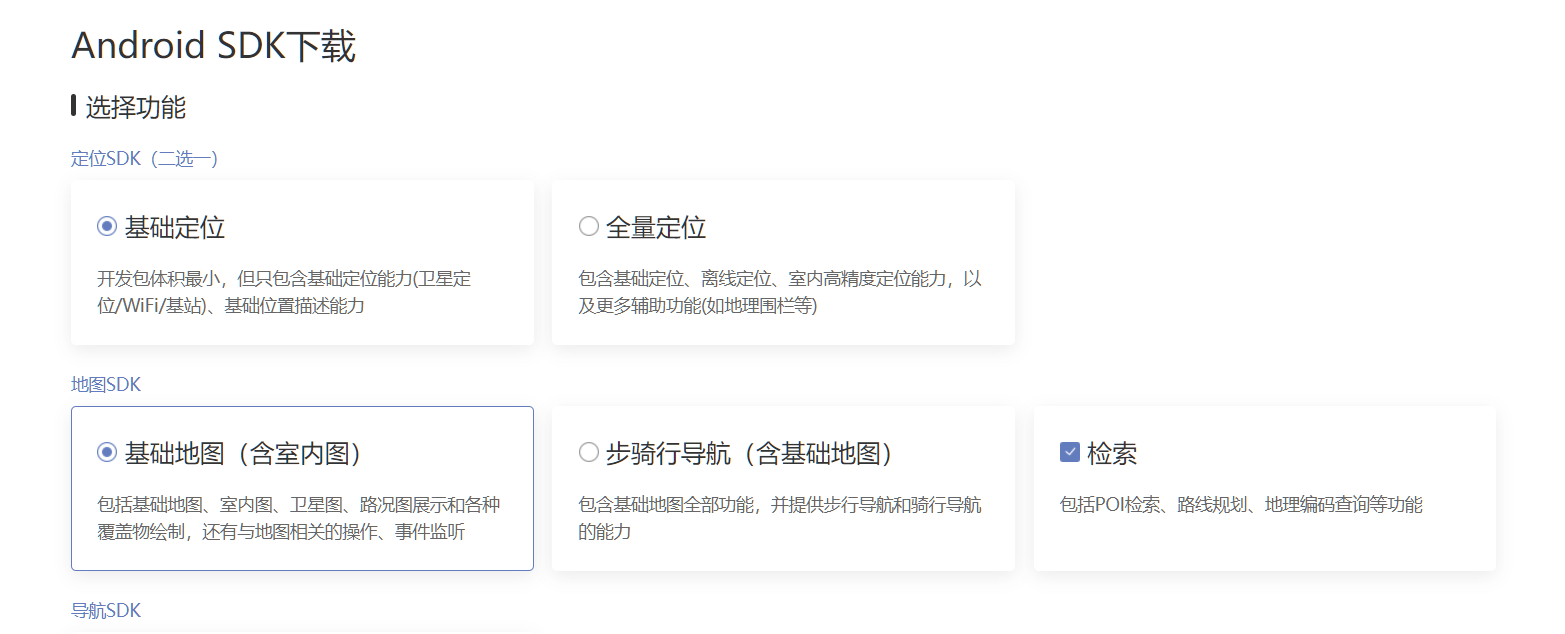 Android SDK下载
选择功能
定位SDK（二选一）
基础定位
开发包体积最小，但只包含基础定位能力(卫星定
位/WiFi/基站)、基础位置描述能力
全量定位
包含基础定位、离线定位、室内高精度定位能力，以
及更多辅助功能(如地理围栏等)
地图SDK
基础地图（含室内图）
包括基础地图、室内图、卫星图、路况图展示和各种
覆盖物绘制，还有与地图相关的操作、事件监听
步骑行导航（含基础地图）
包含基础地图全部功能，并提供步行导航和骑行导航
的能力
检索
包括POI检索、路线规划、地理编码查询等功能
导航SDK